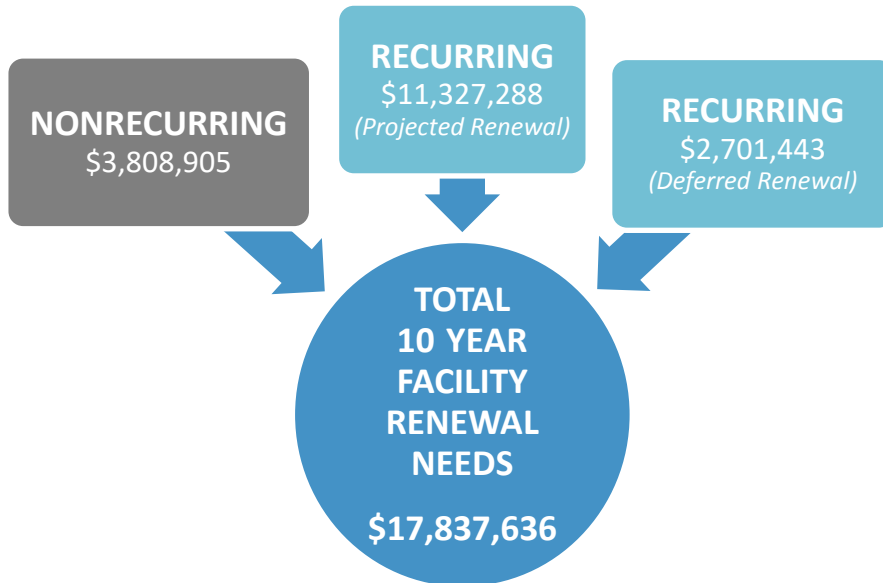 NONRECURRING
$3,808,905
RECURRING
$11,327,288
(Projected Renewal)
RECURRING
$2,701,443
(Deferred Renewal)
TOTAL
10 YEAR
FACILITY
RENEWAL
NEEDS
$17,837,636